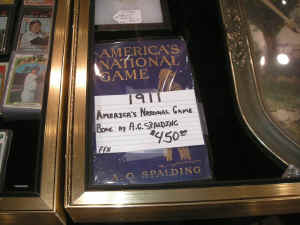 AMERICA'S
NATIONAL
GAME
1911
AMERICA'S NATIONAL GAME
BOOK BY A.G. SPALDING
$450.00
A. G. SPALDING